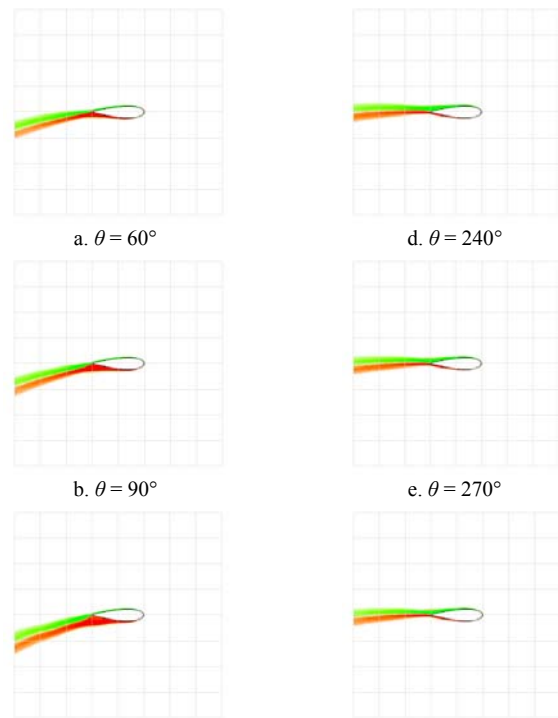 a. θ = 60°
d. θ = 240°
b. θ = 90°
e. θ = 270°